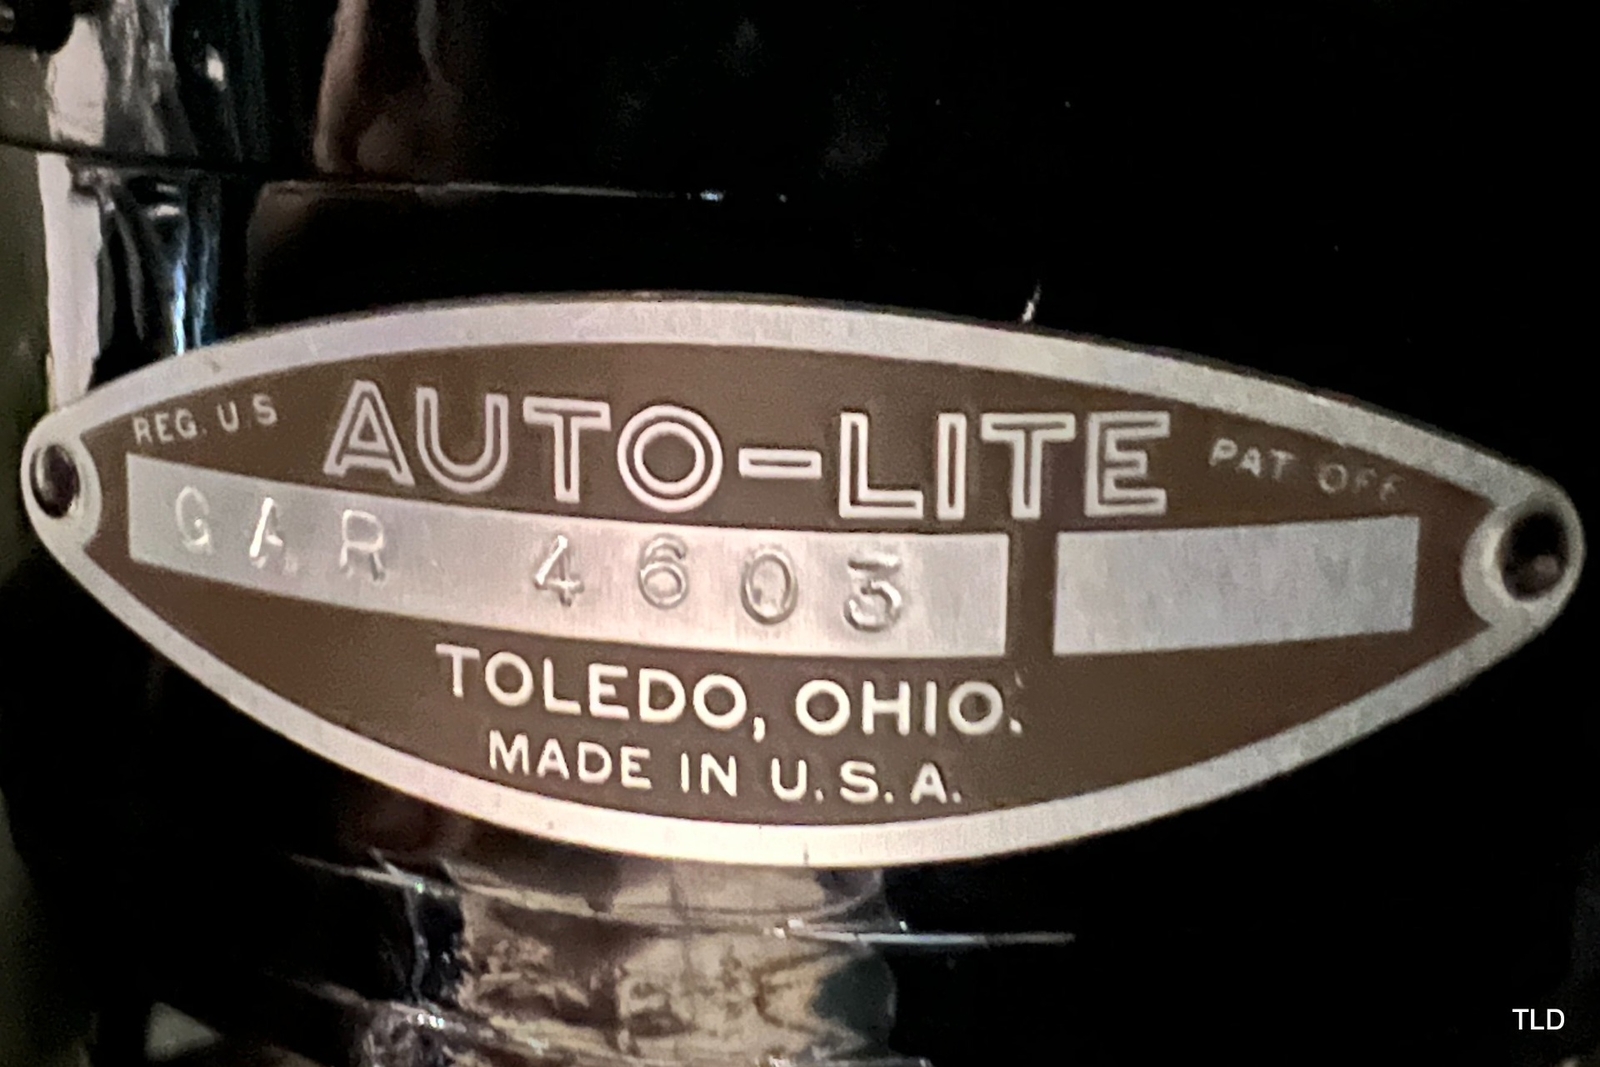 REG. U.S AUTO-LITE PAT OFF.
GAR 4603
TOLEDO, OHIO.
MADE IN U.S.A.
TLD